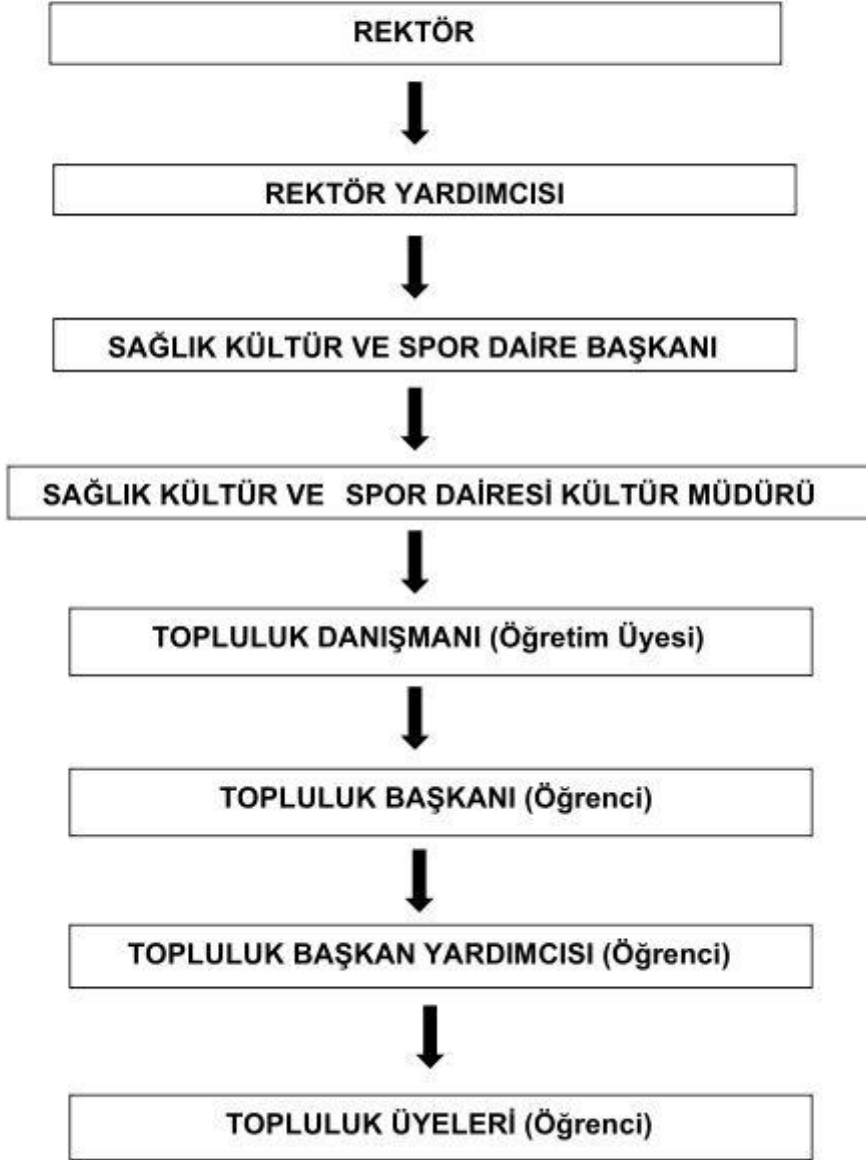 REKTÖR
REKTÖR YARDIMCISI
SAĞLIK KÜLTÜR VE SPOR DAİRE BAŞKANI
SAĞLIK KÜLTÜR VE SPOR DAİRESİ KÜLTÜR MÜDÜRÜ
TOPLULUK DANIŞMANI (Öğretim Üyesi)
TOPLULUK BAŞKANI (Öğrenci)
TOPLULUK BAŞKAN YARDIMCISI (Öğrenci)
TOPLULUK ÜYELERİ (Öğrenci)